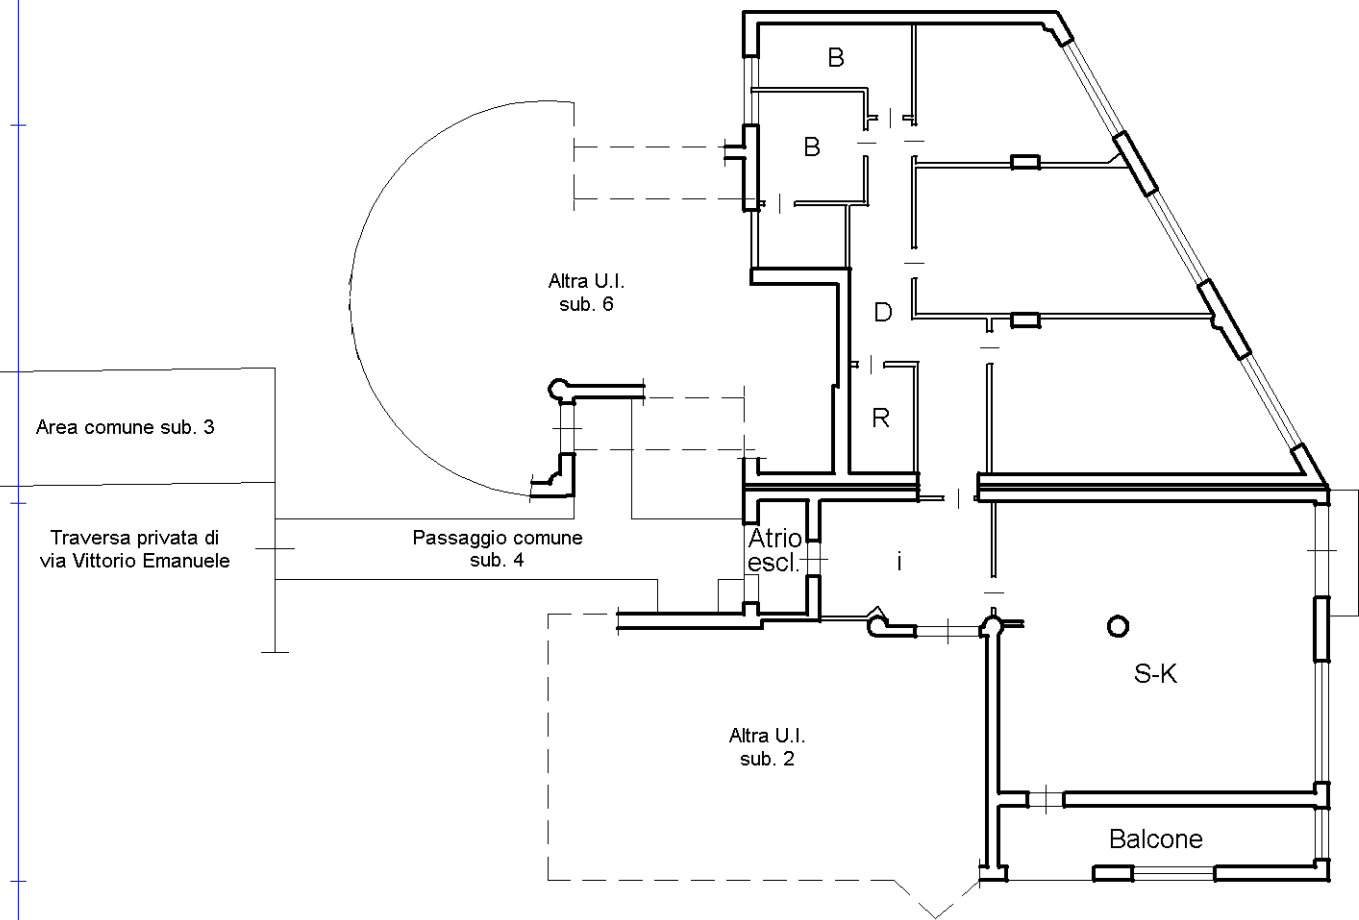 B
B
Altra U.I.
sub. 6
D
Area comune sub. 3
R
Traversa privata di
via Vittorio Emanuele
Passaggio comune
sub. 4
Atrio
escl.
i
S-K
Altra U.I.
sub. 2
Balcone